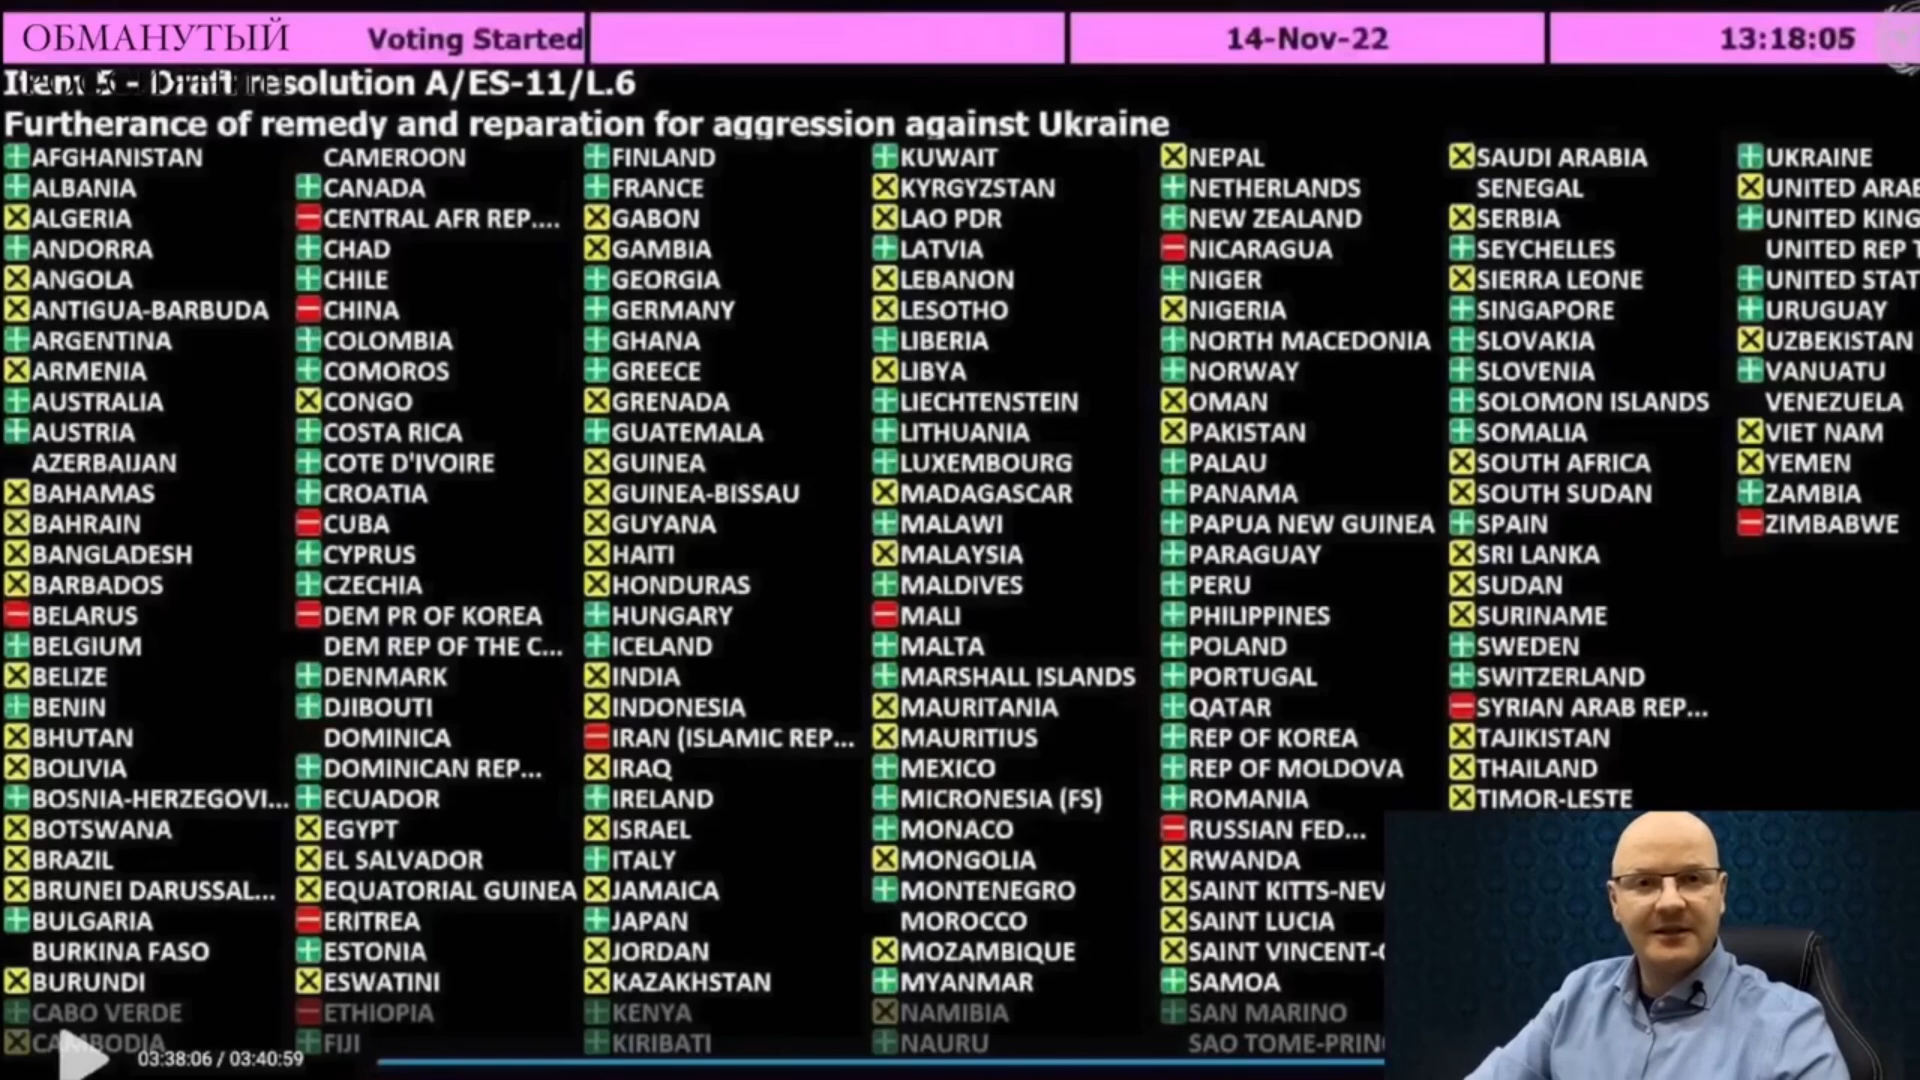 ОБМАНУТЫЙ
Voting Started
14-Nov-22
13:18:05
Item 5 - Draft resolution A/ES-11/L.6
Furtherance of remedy and reparation for aggression against Ukraine
AFGHANISTAN
ALBANIA
ALGERIA
ANDORRA
ANGOLA
ANTIGUA-BARBUDA
ARGENTINA
ARMENIA
AUSTRALIA
AUSTRIA
AZERBAIJAN
BAHAMAS
BAHRAIN
BANGLADESH
BARBADOS
BELARUS
BELGIUM
BELIZE
BENIN
BHUTAN
BOLIVIA
BOSNIA-HERZEGOVI...
BOTSWANA
BRAZIL
BRUNEI DARUSSAL...
BULGARIA
BURKINA FASO
BURUNDI
CABO VERDE
CAMBODIA
CAMEROON
CANADA
CENTRAL AFR REP....
CHAD
CHILE
CHINA
COLOMBIA
COMOROS
CONGO
COSTA RICA
COTE D'IVOIRE
CROATIA
CUBA
CYPRUS
CZECHIA
DEM PR OF KOREA
DEM REP OF THE C...
DENMARK
DJIBOUTI
DOMINICA
DOMINICAN REP...
ECUADOR
EGYPT
EL SALVADOR
EQUATORIAL GUINEA
ERITREA
ESTONIA
ESWATINI
ETHIOPIA
FIJI
FINLAND
FRANCE
GABON
GAMBIA
GEORGIA
GERMANY
GHANA
GREECE
GRENADA
GUATEMALA
GUINEA
GUINEA-BISSAU
GUYANA
HAITI
HONDURAS
HUNGARY
ICELAND
INDIA
INDONESIA
IRAN (ISLAMIC REP...
IRAQ
IRELAND
ISRAEL
ITALY
JAMAICA
JAPAN
JORDAN
KAZAKHSTAN
KENYA
KIRIBATI
KUWAIT
KYRGYZSTAN
LAO PDR
LATVIA
LEBANON
LESOTHO
LIBERIA
LIBYA
LIECHTENSTEIN
LITHUANIA
LUXEMBOURG
MADAGASCAR
MALAWI
MALAYSIA
MALDIVES
MALI
MALTA
MARSHALL ISLANDS
MAURITANIA
MAURITIUS
MEXICO
MICRONESIA (FS)
MONACO
MONGOLIA
MONTENEGRO
MOROCCO
MOZAMBIQUE
MYANMAR
NAMIBIA
NAURU
NEPAL
NETHERLANDS
NEW ZEALAND
NICARAGUA
NIGER
NIGERIA
NORTH MACEDONIA
NORWAY
OMAN
PAKISTAN
PALAU
PANAMA
PAPUA NEW GUINEA
PARAGUAY
PERU
PHILIPPINES
POLAND
PORTUGAL
QATAR
REP OF KOREA
REP OF MOLDOVA
ROMANIA
RUSSIAN FED...
RWANDA
SAINT KITTS-NEV
SAINT LUCIA
SAINT VINCENT-
SAMOA
SAN MARINO
SAO TOME-PRIN
SAUDI ARABIA
SENEGAL
SERBIA
SEYCHELLES
SIERRA LEONE
SINGAPORE
SLOVAKIA
SLOVENIA
SOLOMON ISLANDS
SOMALIA
SOUTH AFRICA
SOUTH SUDAN
SPAIN
SRI LANKA
SUDAN
SURINAME
SWEDEN
SWITZERLAND
SYRIAN ARAB REP...
TAJIKISTAN
THAILAND
TIMOR-LESTE
UKRAINE
UNITED ARAB
UNITED KING
UNITED REP T
UNITED STAT
URUGUAY
UZBEKISTAN
VANUATU
VENEZUELA
VIET NAM
YEMEN
ZAMBIA
ZIMBABWE
03:38:06 / 03:40:59